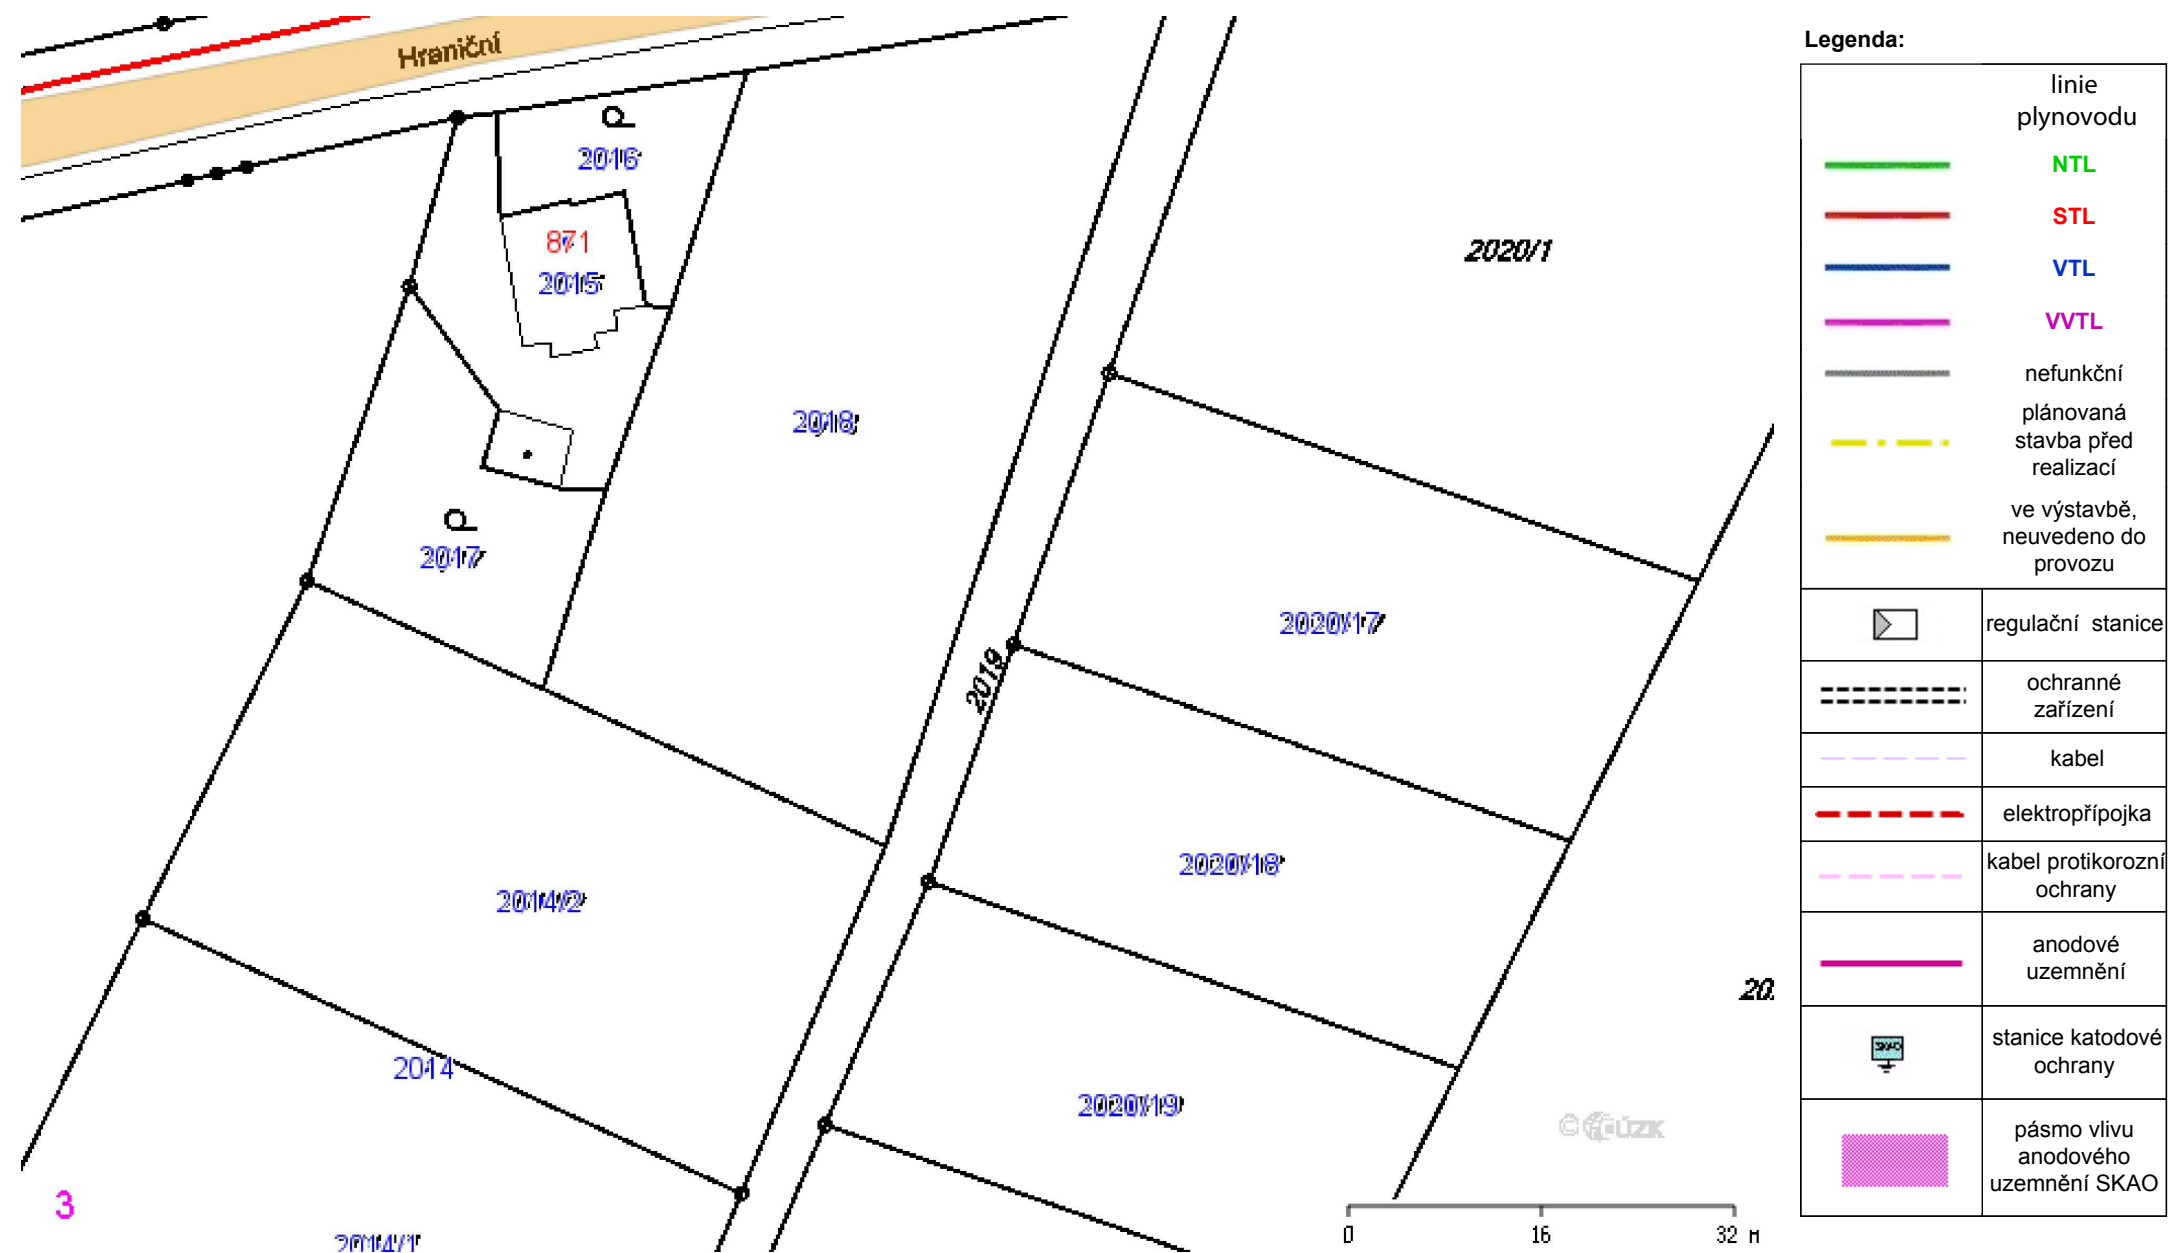 Hraniční
2016
871
2015
2020/1
2018
2017
2020/17
2019
2020/18
2014/2
2014
2020/19
3
2014/1
© ČÚZK
0 16 32 M
Legenda:
linie
plynovodu
NTL
STL
VTL
VVTL
nefunkční
plánovaná
stavba před
realizací
ve výstavbě,
neuvedeno do
provozu
regulační stanice
ochranné
zařízení
kabel
elektropřípojka
kabel protikorozní
ochrany
anodové
uzemnění
SKAO
stanice katodové
ochrany
pásmo vlivu
anodového
uzemnění SKAO